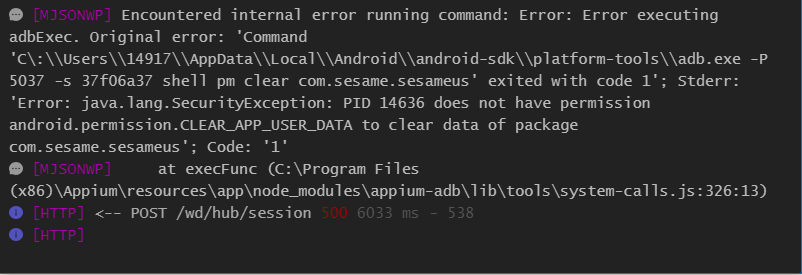 [MJSONWP] Encountered internal error running command: Error: Error executing
adbExec. Original error: 'Command
'C\:\\Users\\14917\\AppData\\Local\\Android\\android-sdk\\platform-tools\\adb.exe -P
5037 -s 37f06a37 shell pm clear com.sesame.sesameus' exited with code 1'; Stderr:
'Error: java.lang.SecurityException: PID 14636 does not have permission
android.permission.CLEAR_APP_USER_DATA to clear data of package
com.sesame.sesameus'; Code: '1'
[MJSONWP] at execFunc (C:\Program Files
(x86)\Appium\resources\app\node_modules\appium-adb\lib\tools\system-calls.js:326:13)
[HTTP] <-- POST /wd/hub/session 500 6033 ms - 538
[HTTP]